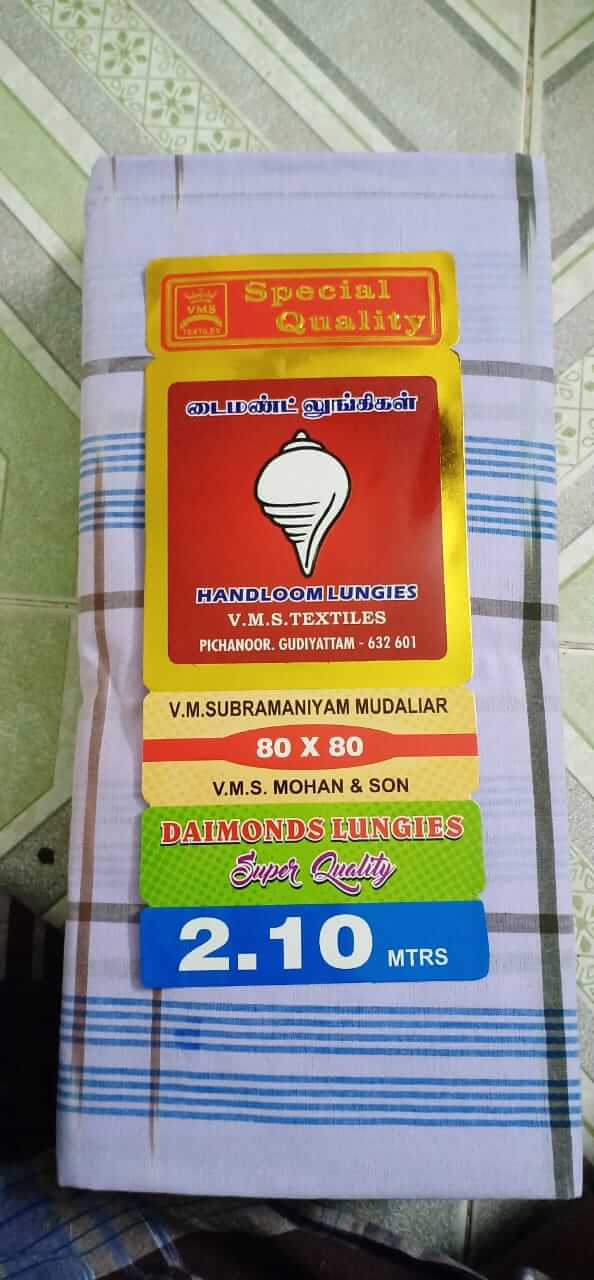 VMS
TEXTILES
Special
Quality
டைமண்ட் லுங்கிகள்
HANDLOOM LUNGIES
V.M.S.TEXTILES
PICHANOOR. GUDIYATTAM - 632 601
V.M.SUBRAMANIYAM MUDALIAR
80 X 80
V.M.S. MOHAN & SON
DAIMONDS LUNGIES
Super Quality
2.10 MTRS